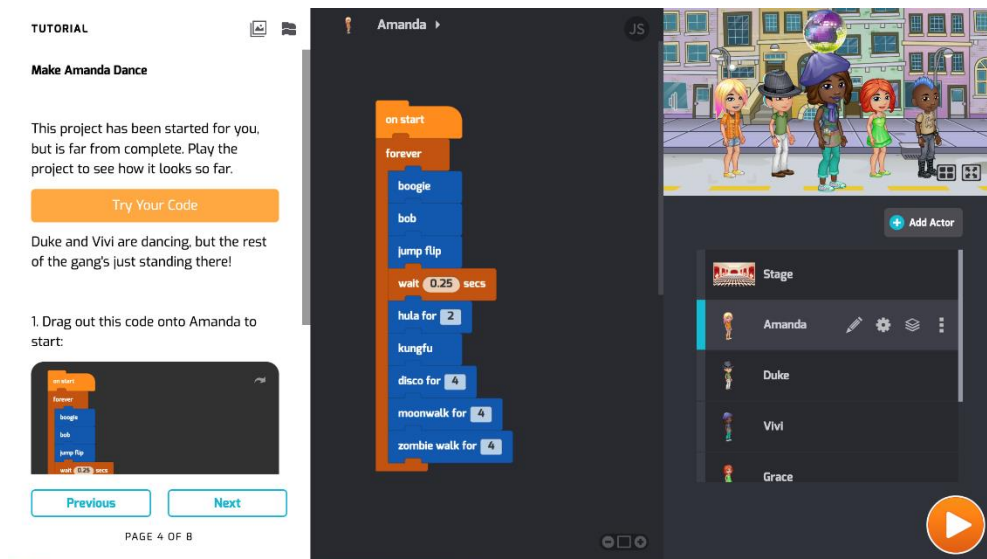 TUTORIAL
Make Amanda Dance
This project has been started for you,
but is far from complete. Play the
project to see how it looks so far.
Try Your Code
Duke and Vivi are dancing, but the rest
of the gang's just standing there!
1. Drag out this code onto Amanda to
start:
on start
forever
boogie
bob
jump flip
wait 0.25 secs
Previous
Next
PAGE 4 OF 8
Amanda
JS
on start
forever
boogie
bob
jump flip
wait 0.25 secs
hula for 2
kungfu
disco for 4
moonwalk for 4
zombie walk for 4
Add Actor
Stage
Amanda
Duke
Vivi
Grace